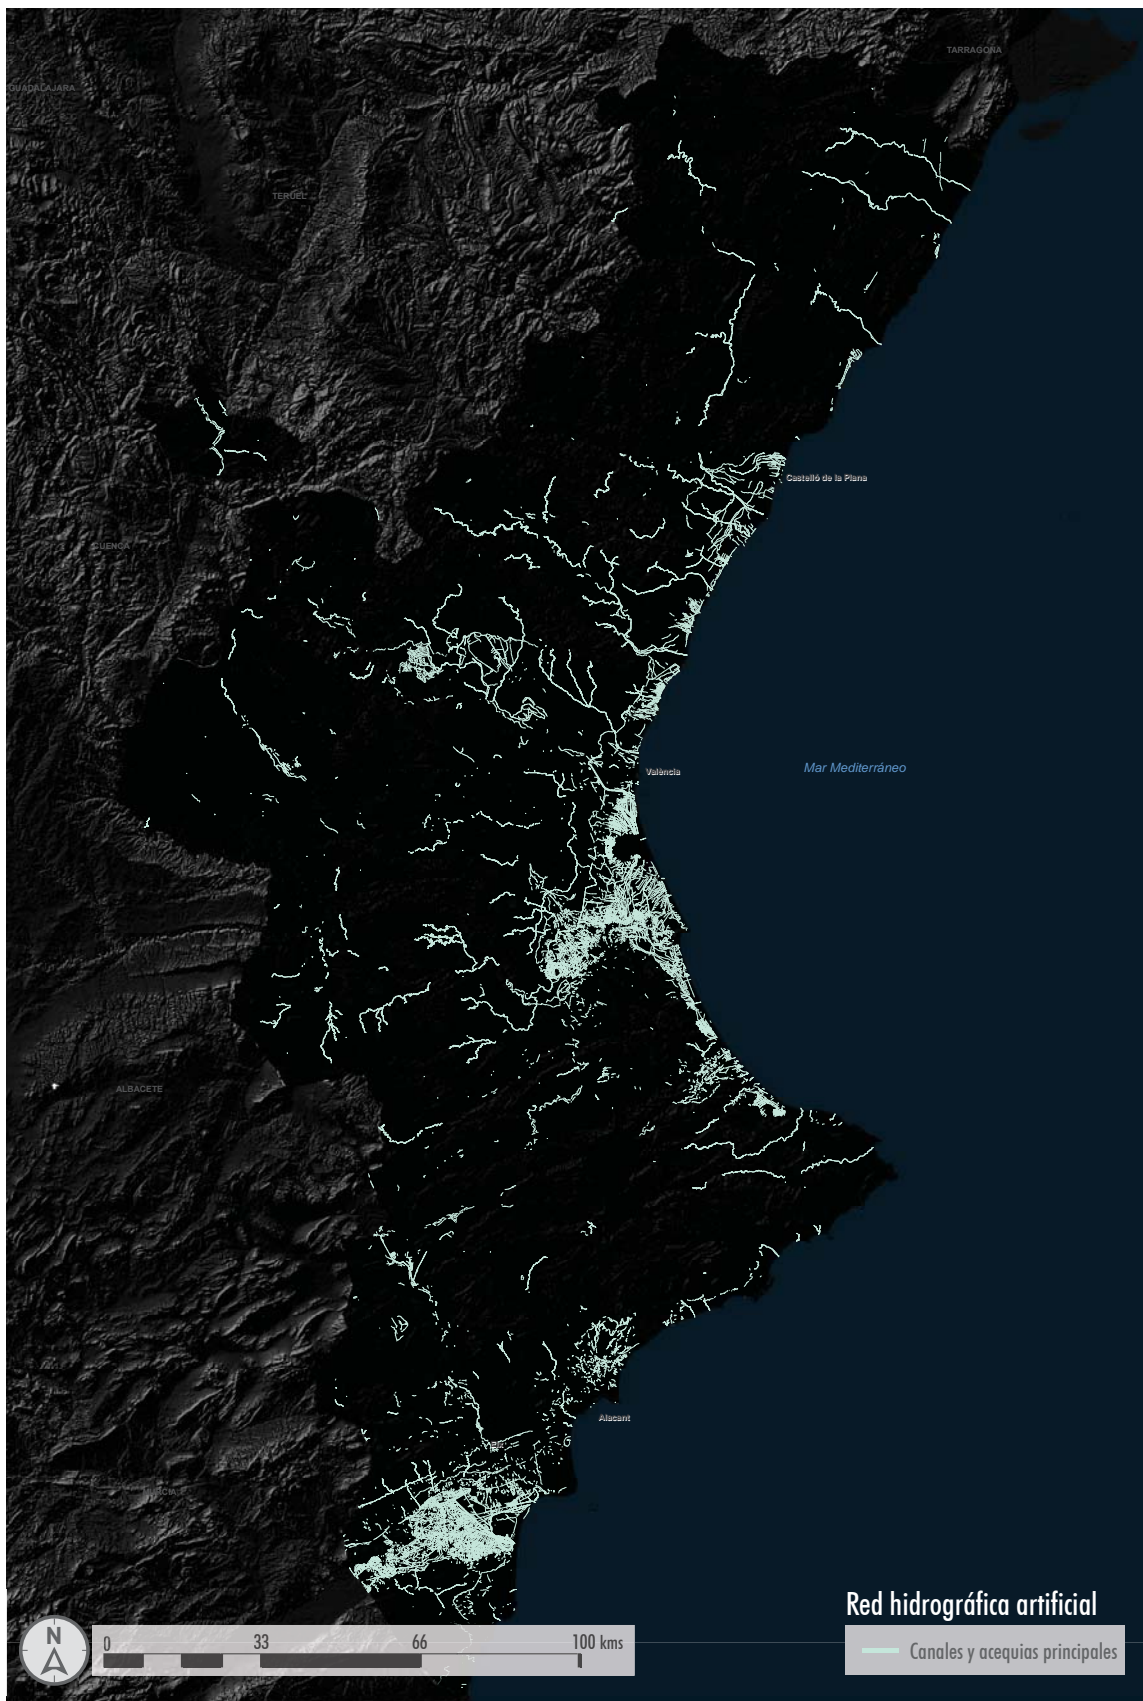 TARRAGONA
GUADALAJARA
TERUEL
Castelló de la Plana
CUENCA
Mar Mediterráneo
València
ALBACETE
Alacant
Elx
Red hidrográfica artificial
N
0 33 66 100 kms
Canales y acequias principales